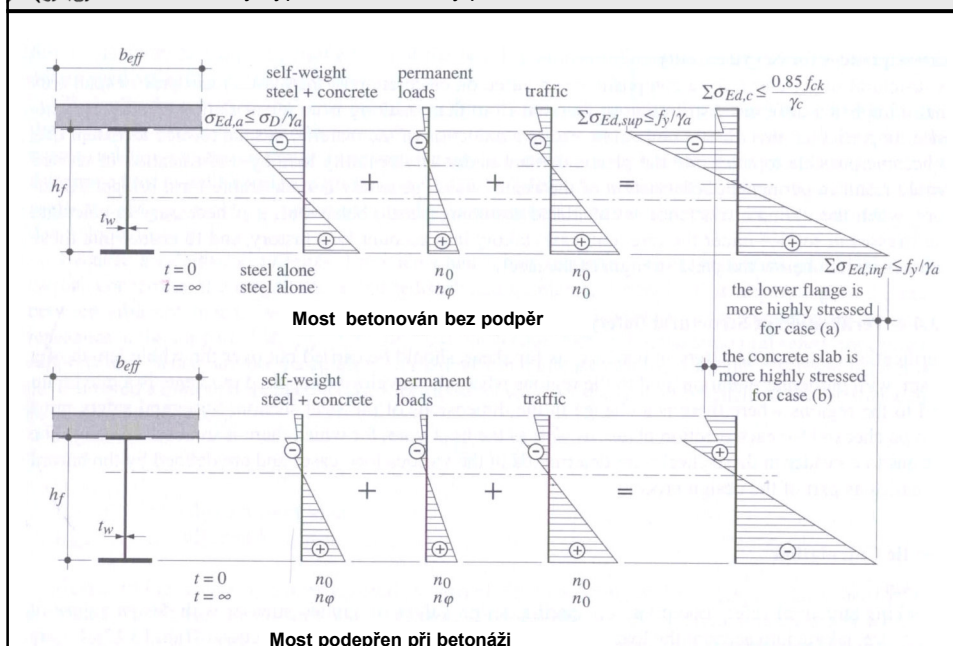 b_eff
self-weight
steel + concrete
permanent
loads
traffic
σ_Ed,a ≤ σ_D/γ_a
Σσ_Ed,sup ≤ f_y/γ_a
Σσ_Ed,c ≤ 0.85 f_ck / γ_c
h_f
t_w
− − − −
+ + =
+ + + +
t = 0 steel alone n_0 n_0
t = ∞ steel alone n_φ n_0
Σσ_Ed,inf ≤ f_y/γ_a
the lower flange is
more highly stressed
for case (a)
Most betonován bez podpěr
the concrete slab is
more highly stressed
for case (b)
b_eff
self-weight
steel + concrete
permanent
loads
traffic
h_f
t_w
− − − +
+ + =
+ + + −
t = 0 n_0 n_0 n_0
t = ∞ n_φ n_φ n_0
Most podepřen při betonáži